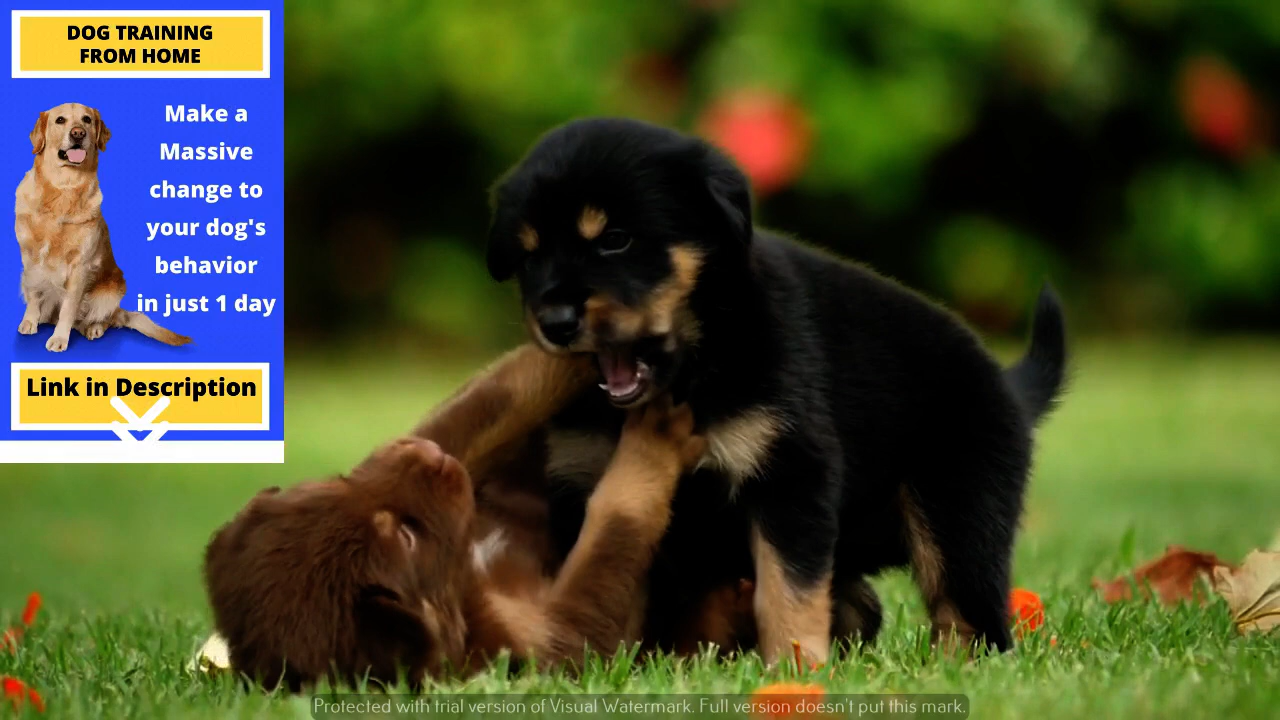 DOG TRAINING
FROM HOME
Make a
Massive
change to
your dog's
behavior
in just 1 day
Link in Description
Protected with trial version of Visual Watermark. Full version doesn't put this mark.